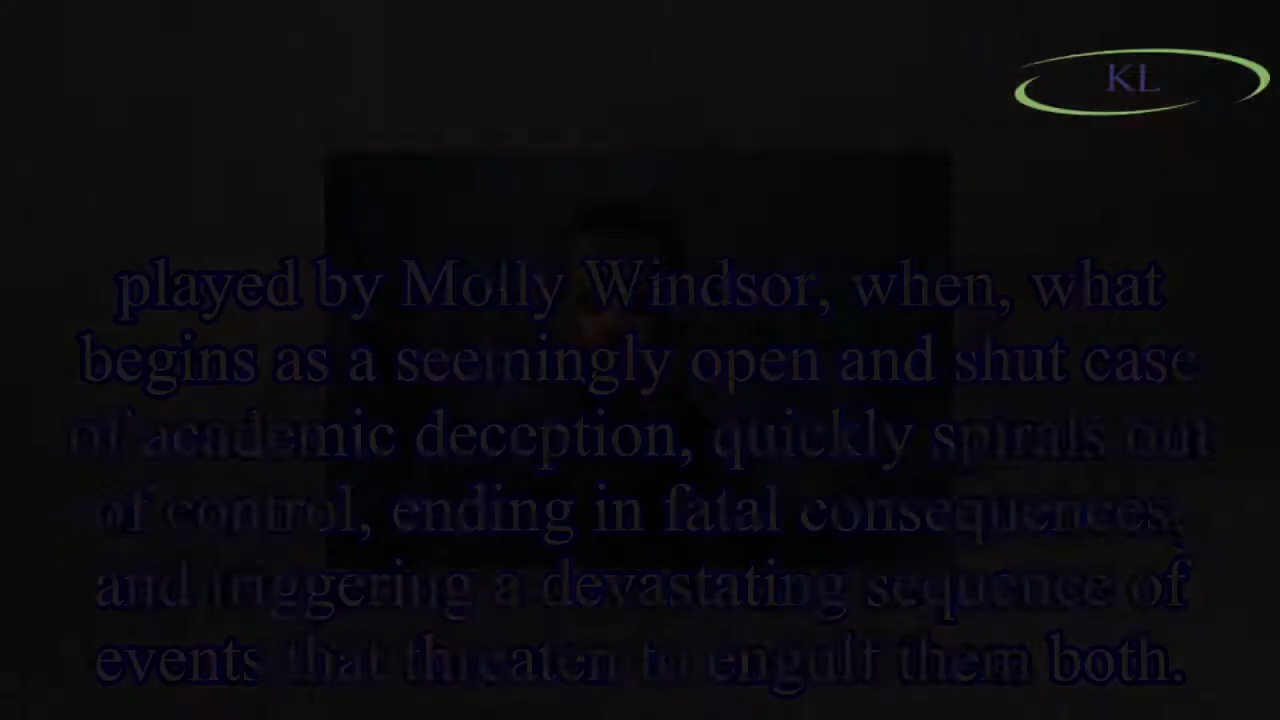 KL
played by Molly Windsor, when, what
begins as a seemingly open and shut case
of academic deception, quickly spirals out
of control, ending in fatal consequences,
and triggering a devastating sequence of
events that threaten to engulf them both.